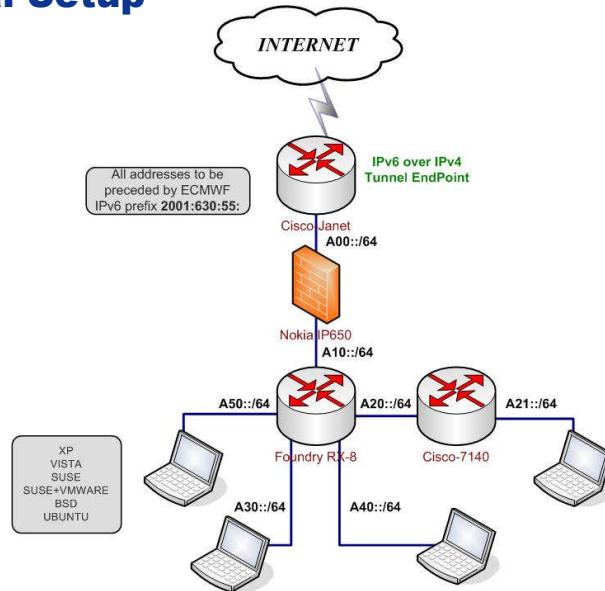 Setup
INTERNET
IPv6 over IPv4
Tunnel EndPoint
All addresses to be
preceded by ECMWF
IPv6 prefix 2001:630:55:
Cisco-Janet
A00::/64
Nokia IP650
A10::/64
A50::/64
A20::/64
A21::/64
Foundry RX-8
Cisco-7140
XP
VISTA
SUSE
SUSE+VMWARE
BSD
UBUNTU
A30::/64
A40::/64